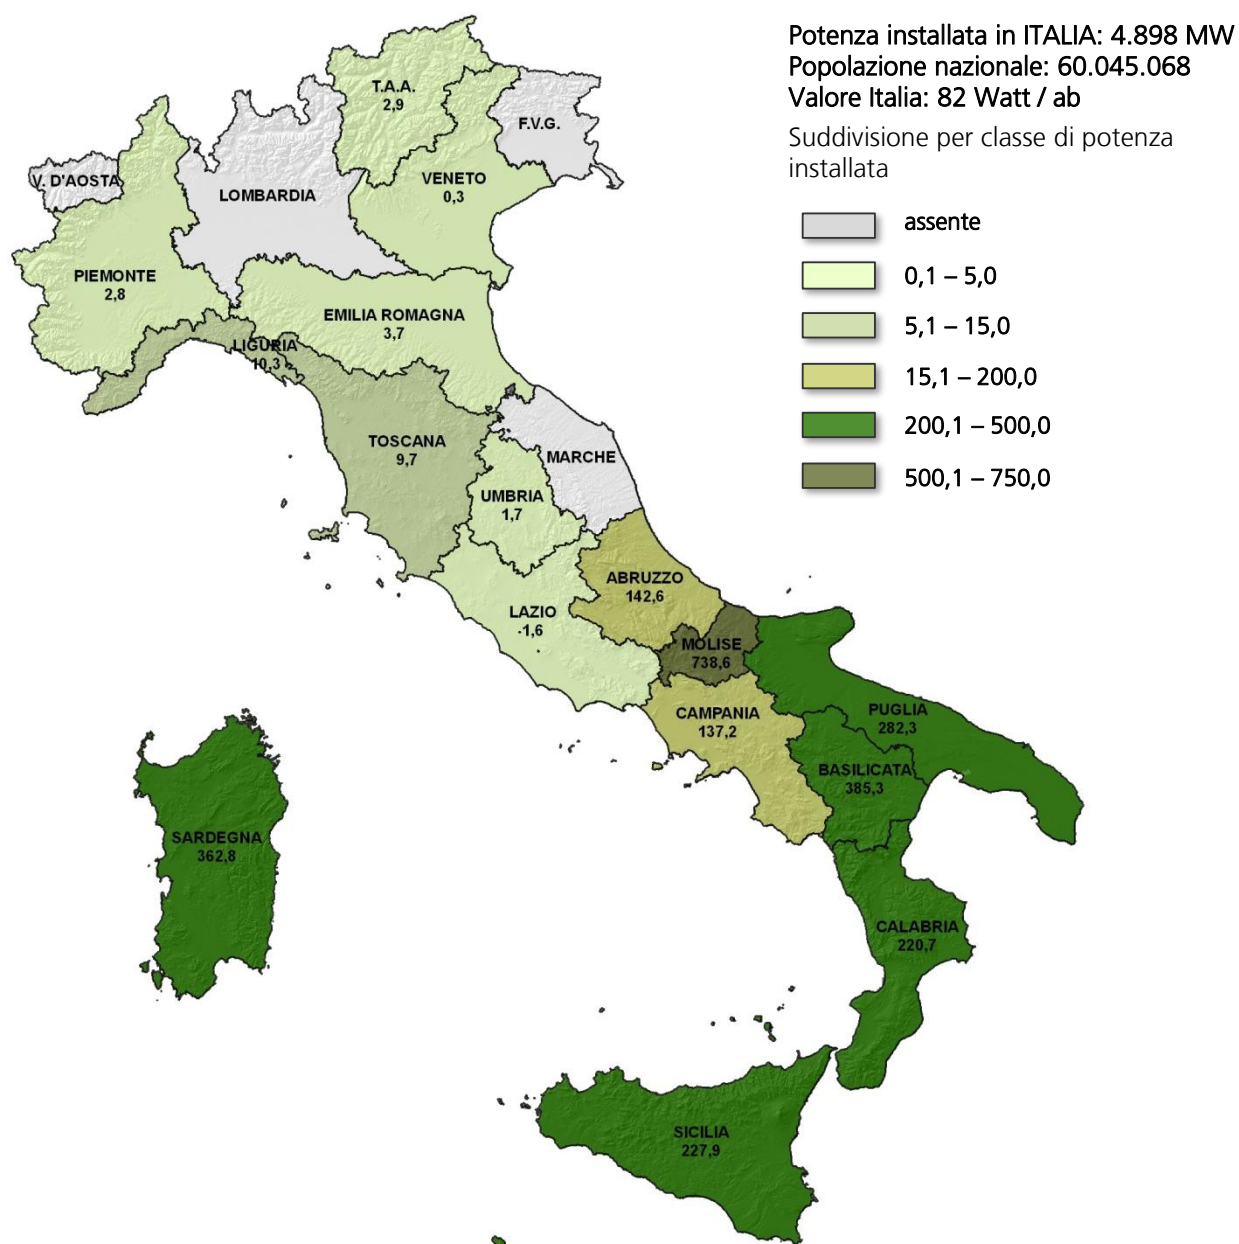 Potenza installata in ITALIA: 4.898 MW
Popolazione nazionale: 60.045.068
Valore Italia: 82 Watt / ab
Suddivisione per classe di potenza
installata
assente
0,1 – 5,0
5,1 – 15,0
15,1 – 200,0
200,1 – 500,0
500,1 – 750,0
T.A.A.
2,9
F.V.G.
V. D'AOSTA
LOMBARDIA
VENETO
0,3
PIEMONTE
2,8
EMILIA ROMAGNA
3,7
LIGURIA
10,3
TOSCANA
9,7
MARCHE
UMBRIA
1,7
ABRUZZO
142,6
LAZIO
-1,6
MOLISE
738,6
CAMPANIA
137,2
PUGLIA
282,3
BASILICATA
385,3
SARDEGNA
362,8
CALABRIA
220,7
SICILIA
227,9